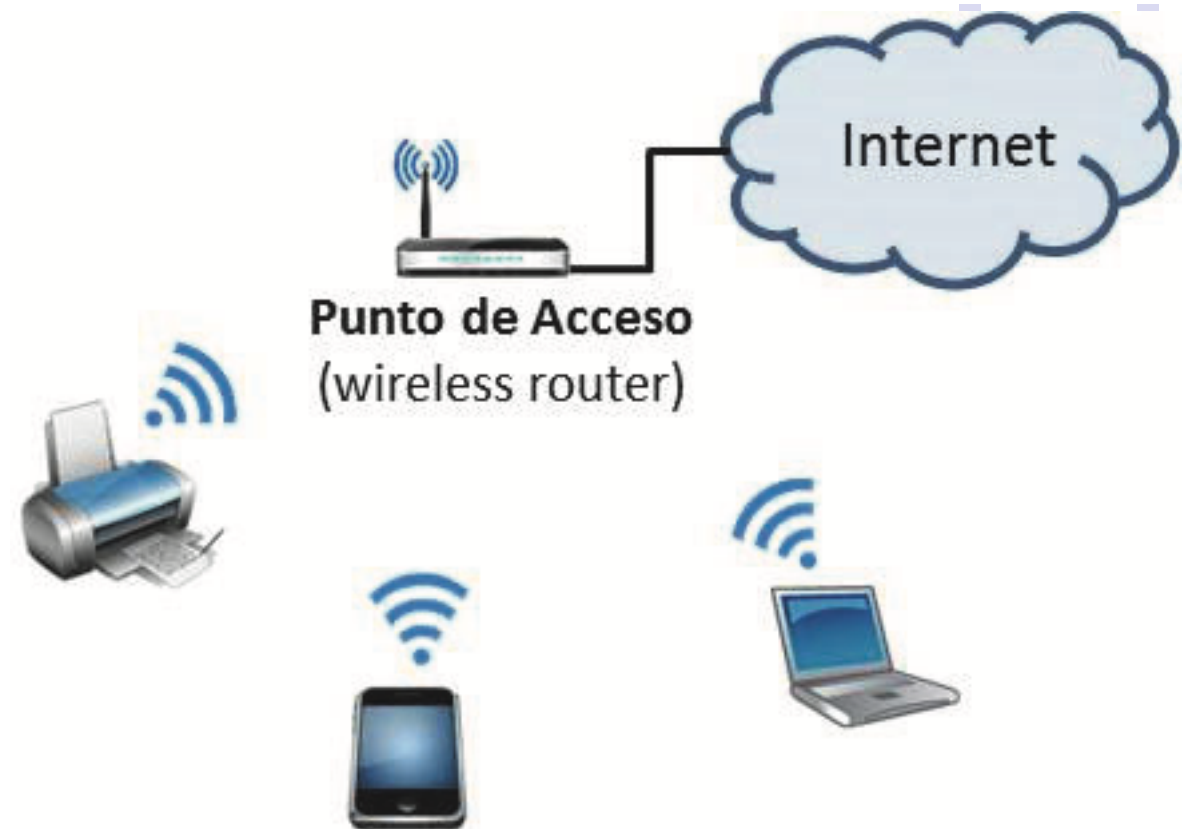 Internet
Punto de Acceso
(wireless router)